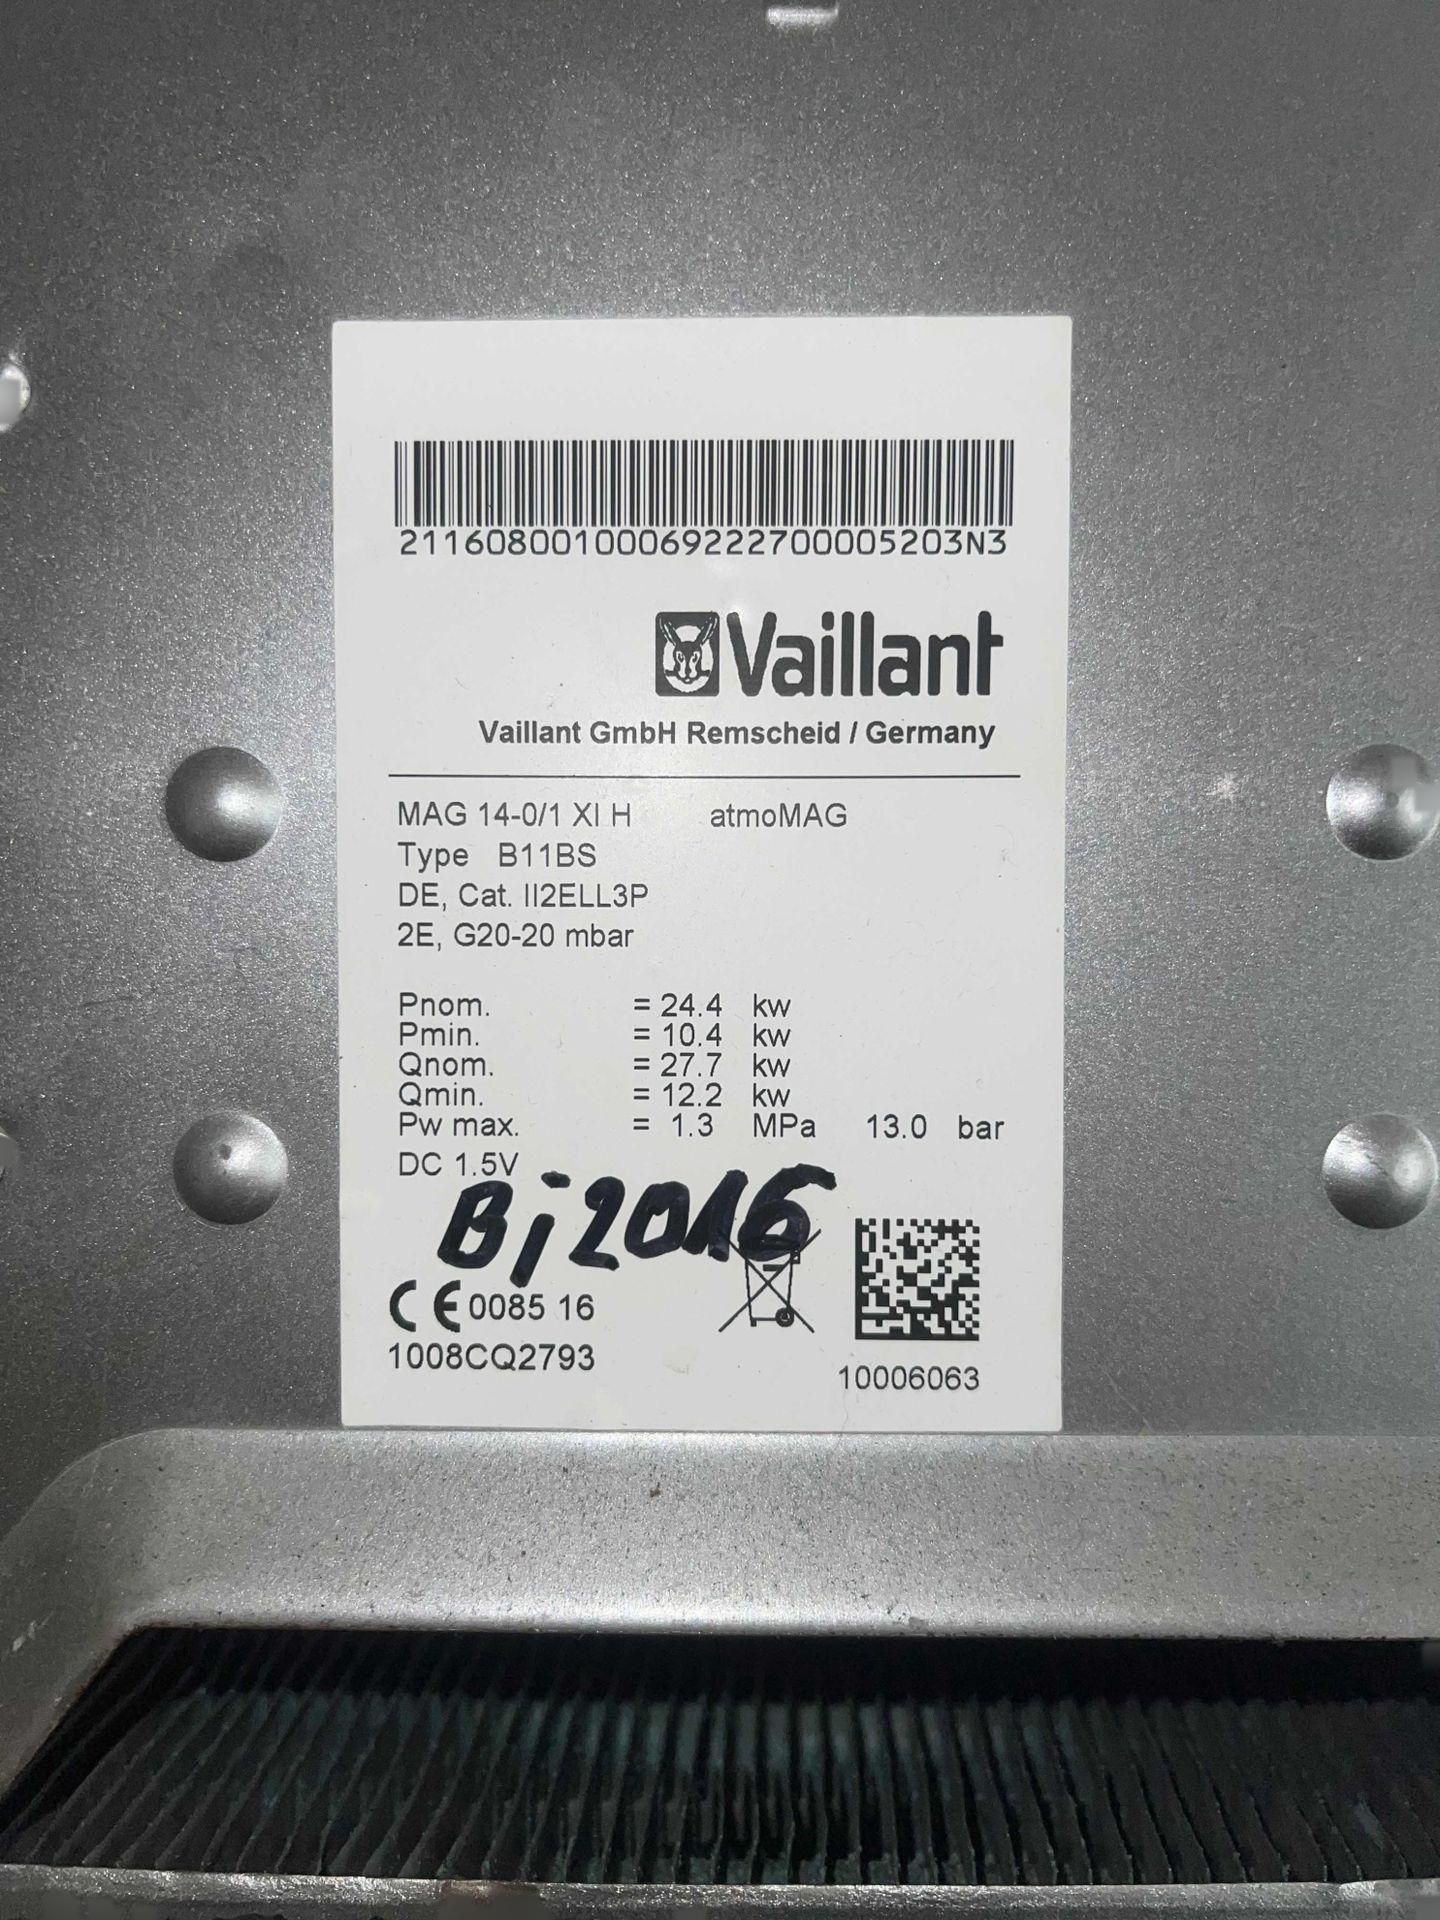 21160800100069222700005203N3
Vaillant
Vaillant GmbH Remscheid / Germany
MAG 14-0/1 XI H atmoMAG
Type B11BS
DE, Cat. II2ELL3P
2E, G20-20 mbar
Pnom. = 24.4 kw
Pmin. = 10.4 kw
Qnom. = 27.7 kw
Qmin. = 12.2 kw
Pw max. = 1.3 MPa 13.0 bar
DC 1.5V
Bj 2016
CE 0085 16
1008CQ2793
10006063